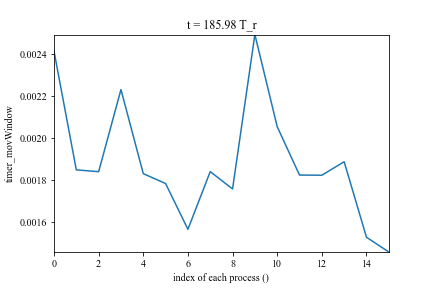 t = 185.98 T_r
0.0024
0.0022
0.0020
0.0018
0.0016
timer_movWindow
0 2 4 6 8 10 12 14
index of each process ()